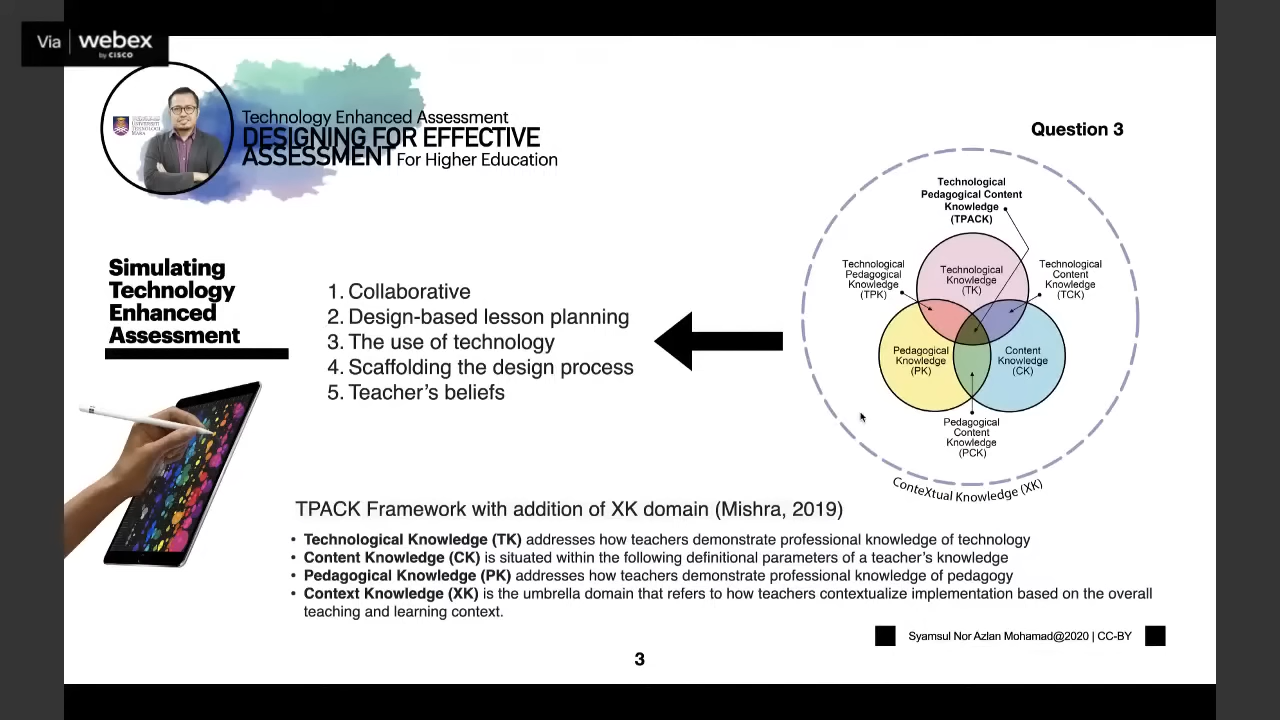 Via webex
by CISCO
UNIVERSITI
TEKNOLOGI
MARA
Technology Enhanced Assessment
DESIGNING FOR EFFECTIVE
ASSESSMENT For Higher Education
Question 3
Simulating
Technology
Enhanced
Assessment
1. Collaborative
2. Design-based lesson planning
3. The use of technology
4. Scaffolding the design process
5. Teacher's beliefs
Technological
Pedagogical Content
Knowledge
(TPACK)
Technological
Pedagogical
Knowledge
(TPK)
Technological
Knowledge
(TK)
Technological
Content
Knowledge
(TCK)
Pedagogical
Knowledge
(PK)
Content
Knowledge
(CK)
Pedagogical
Content
Knowledge
(PCK)
ConteXtual Knowledge (XK)
TPACK Framework with addition of XK domain (Mishra, 2019)
• Technological Knowledge (TK) addresses how teachers demonstrate professional knowledge of technology
• Content Knowledge (CK) is situated within the following definitional parameters of a teacher's knowledge
• Pedagogical Knowledge (PK) addresses how teachers demonstrate professional knowledge of pedagogy
• Context Knowledge (XK) is the umbrella domain that refers to how teachers contextualize implementation based on the overall
teaching and learning context.
Syamsul Nor Azlan Mohamad@2020 | CC-BY
3